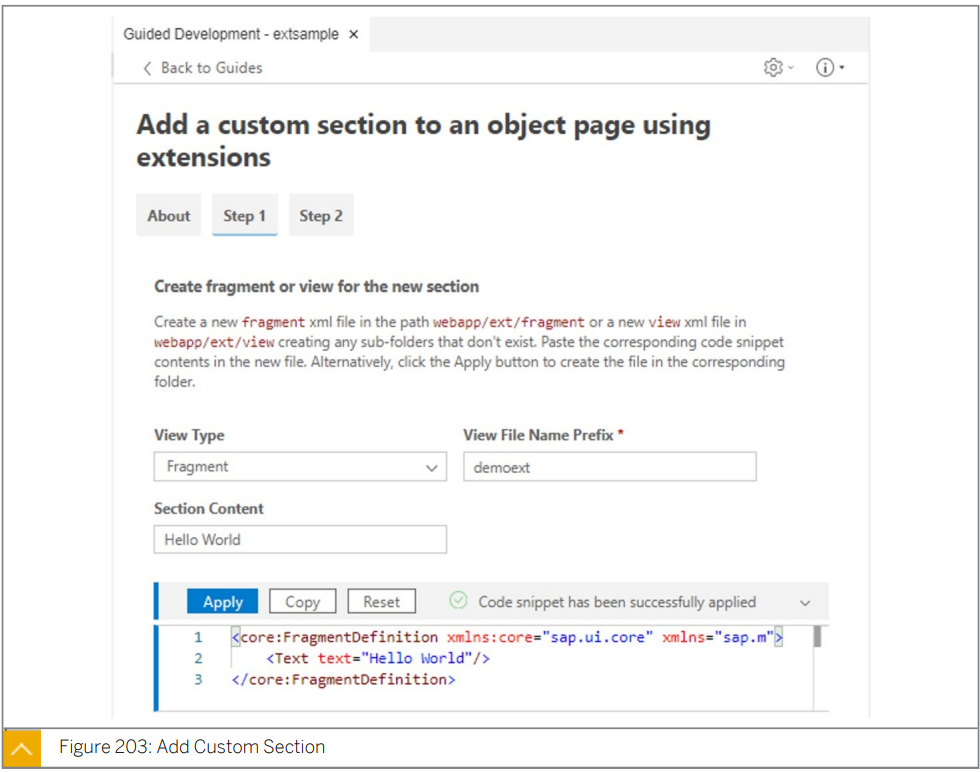 Guided Development - extsample ×
Back to Guides
Add a custom section to an object page using
extensions
About Step 1 Step 2
Create fragment or view for the new section
Create a new fragment xml file in the path webapp/ext/fragment or a new view xml file in
webapp/ext/view creating any sub-folders that don't exist. Paste the corresponding code snippet
contents in the new file. Alternatively, click the Apply button to create the file in the corresponding
folder.
View Type View File Name Prefix *
Fragment demoext
Section Content
Hello World
Apply Copy Reset Code snippet has been successfully applied
1 <core:FragmentDefinition xmlns:core="sap.ui.core" xmlns="sap.m">
2 <Text text="Hello World"/>
3 </core:FragmentDefinition>
Figure 203: Add Custom Section